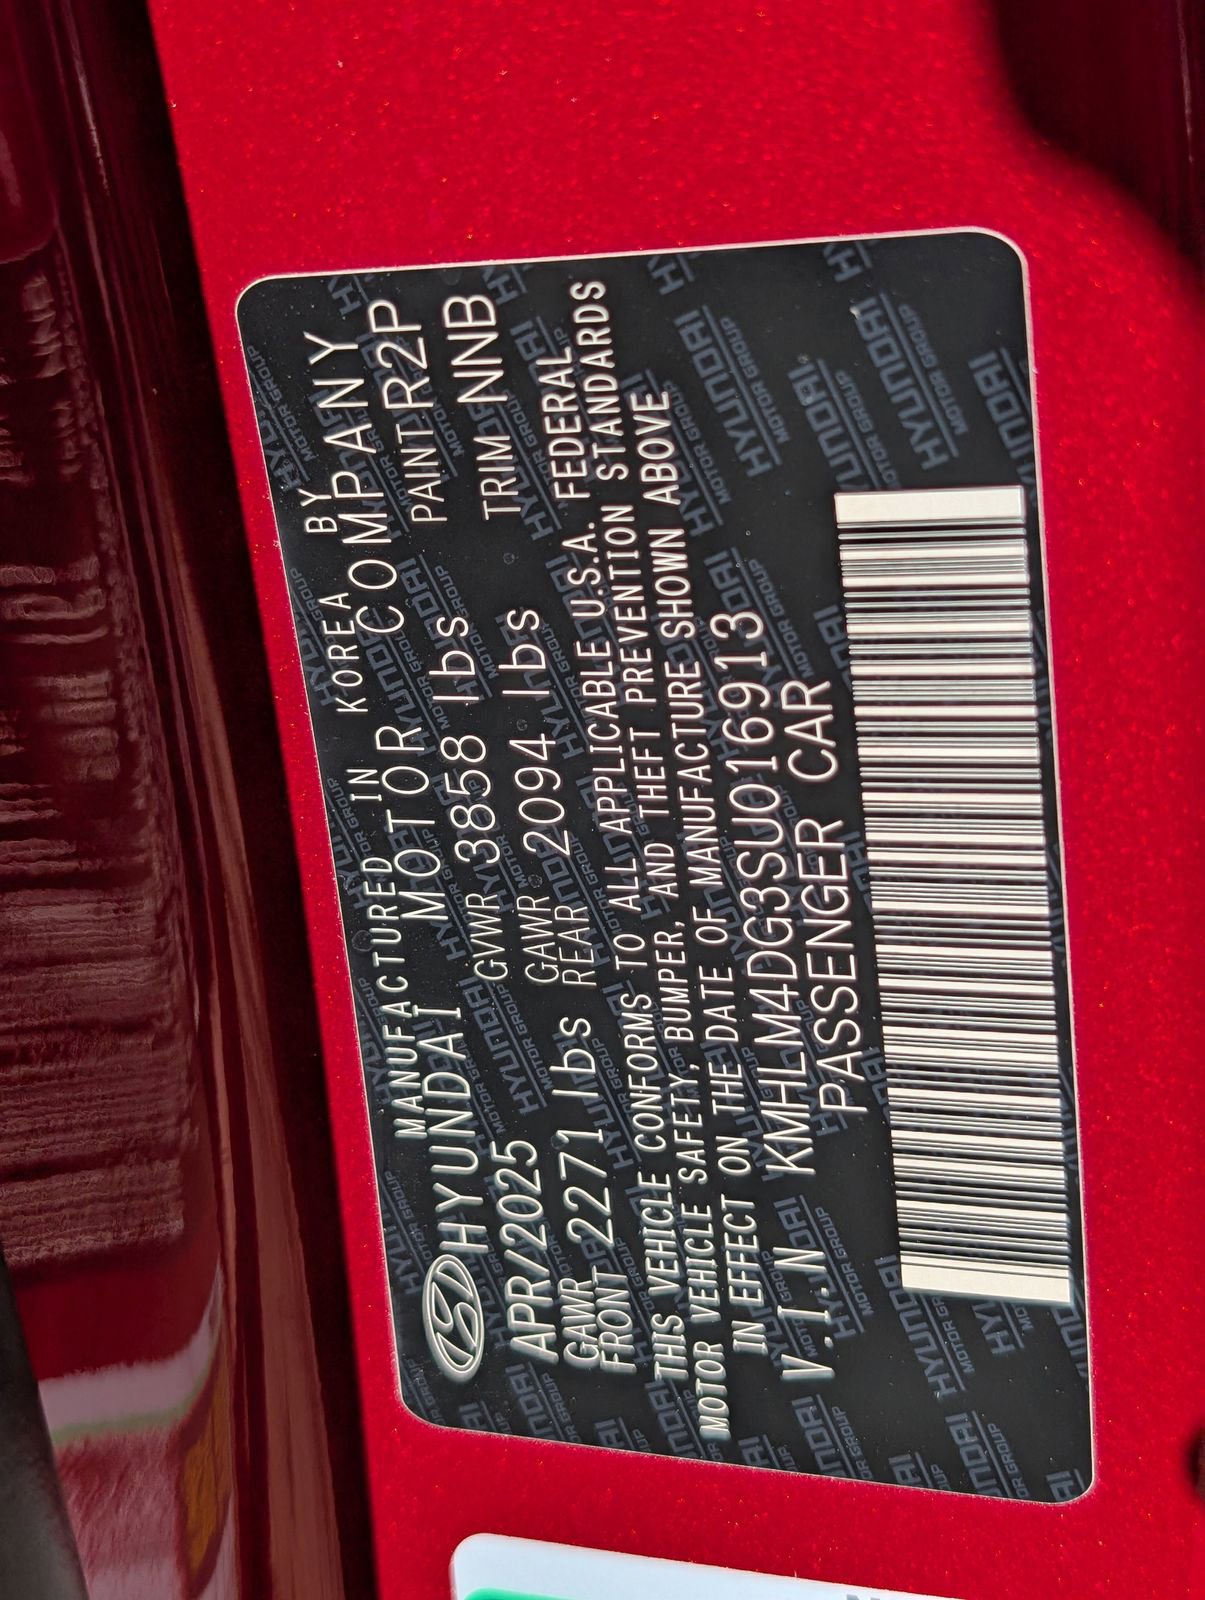 MANUFACTURED IN KOREA BY
HYUNDAI MOTOR COMPANY
APR/2025 GVWR 3858 lbs PAINT R2P
GAWR FRONT 2271 lbs GAWR REAR 2094 lbs TRIM NNB
THIS VEHICLE CONFORMS TO ALL APPLICABLE U.S.A. FEDERAL
MOTOR VEHICLE SAFETY, BUMPER, AND THEFT PREVENTION STANDARDS
IN EFFECT ON THE DATE OF MANUFACTURE SHOWN ABOVE
V.I.N KMHLM4DG3SU016913
PASSENGER CAR
HYUNDAI
MOTOR GROUP